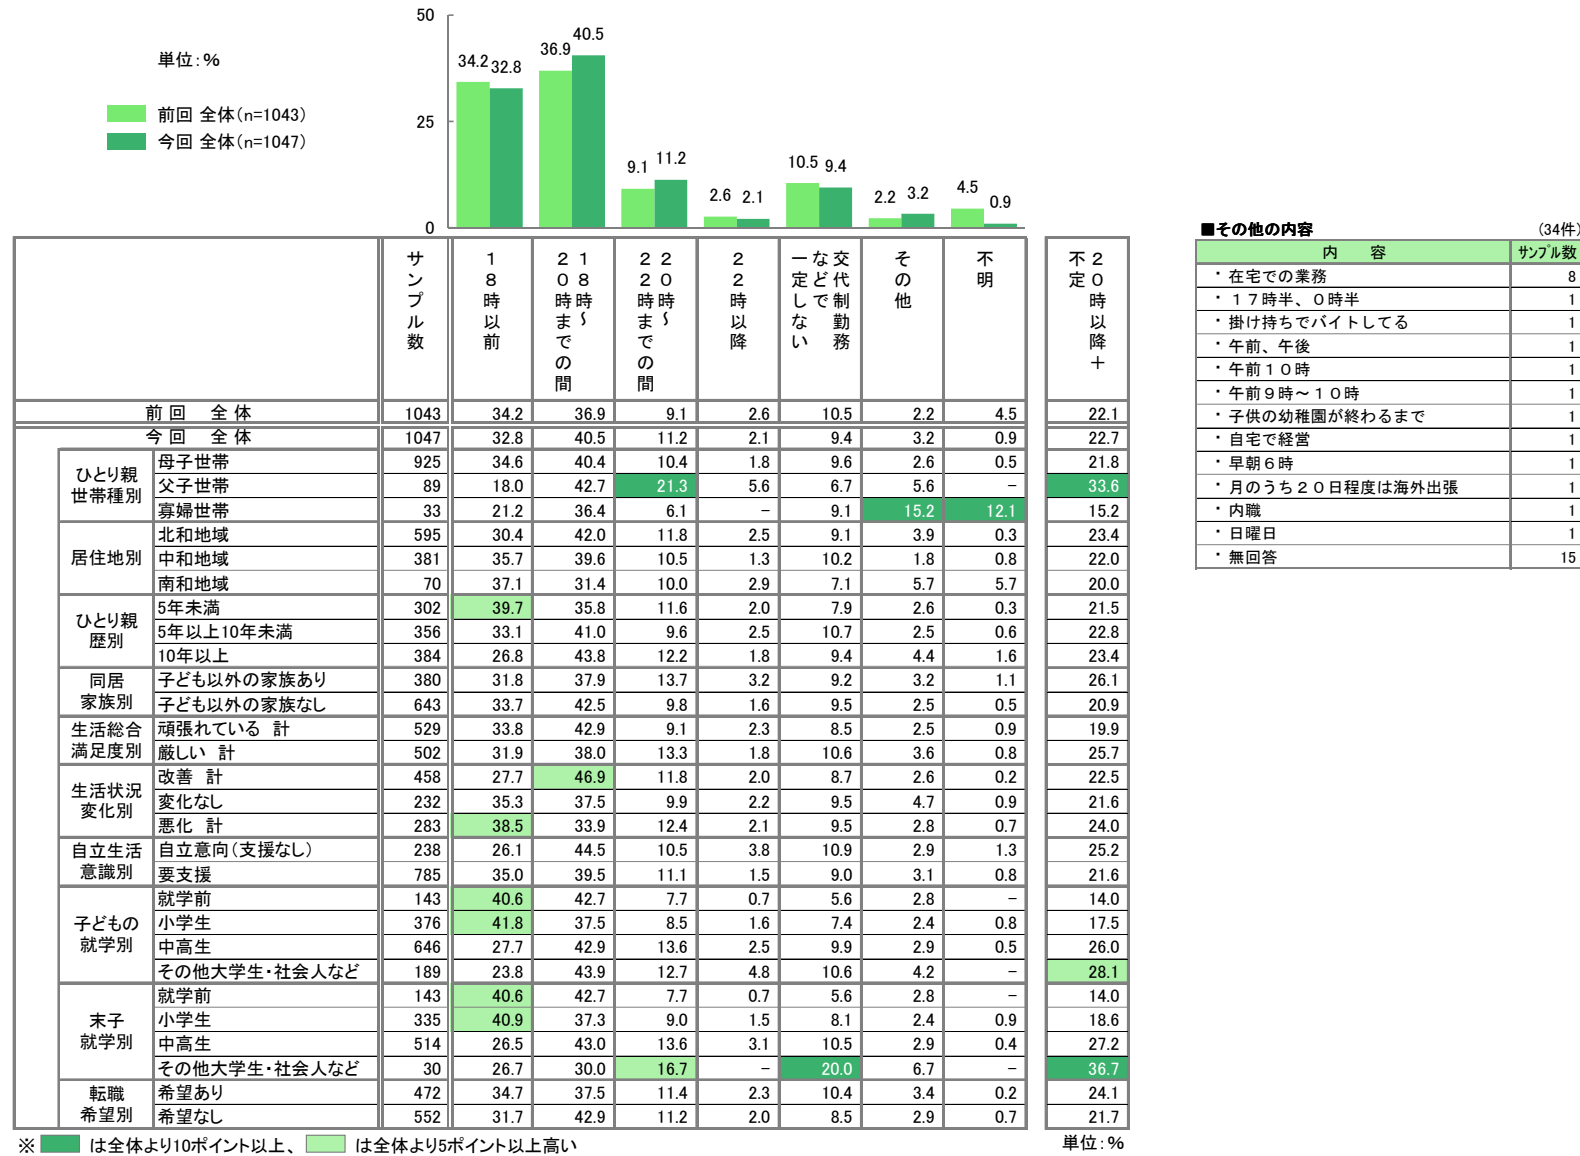 50
25
0
単位:%
前回 全体(n=1043)
今回 全体(n=1047)
34.2 32.8 36.9 40.5 9.1 11.2 2.6 2.1 10.5 9.4 2.2 3.2 4.5 0.9
サンプル数
18時以前
18時~20時までの間
20時~22時までの間
22時以降
交代制勤務などで一定しない
その他
不明
20時以降+不定
前回 全体 1043 34.2 36.9 9.1 2.6 10.5 2.2 4.5 22.1
今回 全体 1047 32.8 40.5 11.2 2.1 9.4 3.2 0.9 22.7
ひとり親世帯種別
母子世帯 925 34.6 40.4 10.4 1.8 9.6 2.6 0.5 21.8
父子世帯 89 18.0 42.7 21.3 5.6 6.7 5.6 － 33.6
寡婦世帯 33 21.2 36.4 6.1 － 9.1 15.2 12.1 15.2
居住地別
北和地域 595 30.4 42.0 11.8 2.5 9.1 3.9 0.3 23.4
中和地域 381 35.7 39.6 10.5 1.3 10.2 1.8 0.8 22.0
南和地域 70 37.1 31.4 10.0 2.9 7.1 5.7 5.7 20.0
ひとり親歴別
5年未満 302 39.7 35.8 11.6 2.0 7.9 2.6 0.3 21.5
5年以上10年未満 356 33.1 41.0 9.6 2.5 10.7 2.5 0.6 22.8
10年以上 384 26.8 43.8 12.2 1.8 9.4 4.4 1.6 23.4
同居家族別
子ども以外の家族あり 380 31.8 37.9 13.7 3.2 9.2 3.2 1.1 26.1
子ども以外の家族なし 643 33.7 42.5 9.8 1.6 9.5 2.5 0.5 20.9
生活総合満足度別
頑張れている 計 529 33.8 42.9 9.1 2.3 8.5 2.5 0.9 19.9
厳しい 計 502 31.9 38.0 13.3 1.8 10.6 3.6 0.8 25.7
生活状況変化別
改善 計 458 27.7 46.9 11.8 2.0 8.7 2.6 0.2 22.5
変化なし 232 35.3 37.5 9.9 2.2 9.5 4.7 0.9 21.6
悪化 計 283 38.5 33.9 12.4 2.1 9.5 2.8 0.7 24.0
自立生活意識別
自立意向(支援なし) 238 26.1 44.5 10.5 3.8 10.9 2.9 1.3 25.2
要支援 785 35.0 39.5 11.1 1.5 9.0 3.1 0.8 21.6
子どもの就学別
就学前 143 40.6 42.7 7.7 0.7 5.6 2.8 － 14.0
小学生 376 41.8 37.5 8.5 1.6 7.4 2.4 0.8 17.5
中高生 646 27.7 42.9 13.6 2.5 9.9 2.9 0.5 26.0
その他大学生・社会人など 189 23.8 43.9 12.7 4.8 10.6 4.2 － 28.1
末子就学別
就学前 143 40.6 42.7 7.7 0.7 5.6 2.8 － 14.0
小学生 335 40.9 37.3 9.0 1.5 8.1 2.4 0.9 18.6
中高生 514 26.5 43.0 13.6 3.1 10.5 2.9 0.4 27.2
その他大学生・社会人など 30 26.7 30.0 16.7 － 20.0 6.7 － 36.7
転職希望別
希望あり 472 34.7 37.5 11.4 2.3 10.4 3.4 0.2 24.1
希望なし 552 31.7 42.9 11.2 2.0 8.5 2.9 0.7 21.7
※ は全体より10ポイント以上、 は全体より5ポイント以上高い
単位:%
■その他の内容 (34件)
内 容 サンプル数
・在宅での業務 8
・17時半、0時半 1
・掛け持ちでバイトしてる 1
・午前、午後 1
・午前10時 1
・午前9時~10時 1
・子供の幼稚園が終わるまで 1
・自宅で経営 1
・早朝6時 1
・月のうち20日程度は海外出張 1
・内職 1
・日曜日 1
・無回答 15